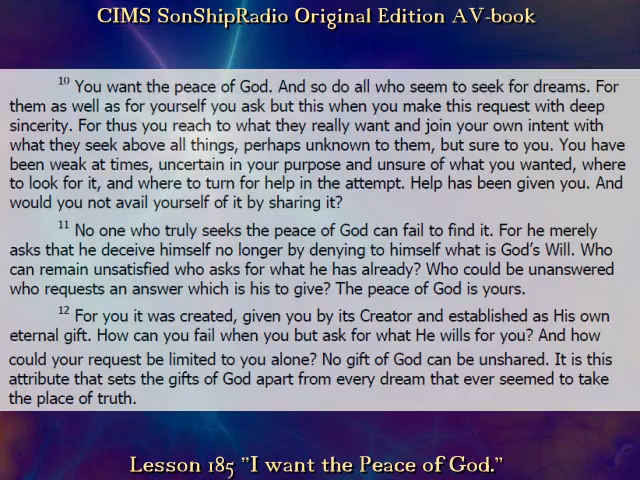 CIMS SonShipRadio Original Edition AV-book
10 You want the peace of God. And so do all who seem to seek for dreams. For
them as well as for yourself you ask but this when you make this request with deep
sincerity. For thus you reach to what they really want and join your own intent with
what they seek above all things, perhaps unknown to them, but sure to you. You have
been weak at times, uncertain in your purpose and unsure of what you wanted, where
to look for it, and where to turn for help in the attempt. Help has been given you. And
would you not avail yourself of it by sharing it?
11 No one who truly seeks the peace of God can fail to find it. For he merely
asks that he deceive himself no longer by denying to himself what is God's Will. Who
can remain unsatisfied who asks for what he has already? Who could be unanswered
who requests an answer which is his to give? The peace of God is yours.
12 For you it was created, given you by its Creator and established as His own
eternal gift. How can you fail when you but ask for what He wills for you? And how
could your request be limited to you alone? No gift of God can be unshared. It is this
attribute that sets the gifts of God apart from every dream that ever seemed to take
the place of truth.
Lesson 185 "I want the Peace of God."